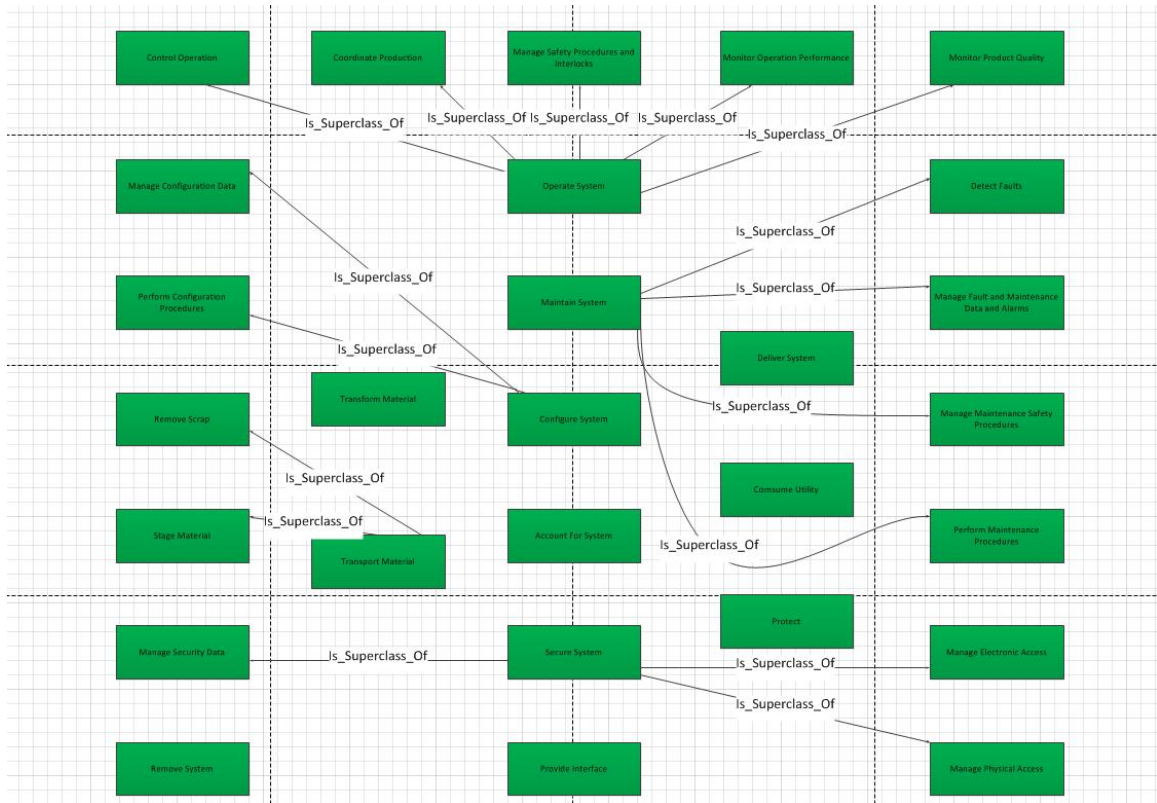 Control Operation
Coordinate Production
Manage Safety Procedures and
Interlocks
Monitor Operation Performance
Monitor Product Quality
Is_Superclass_Of
Is_Superclass_Of
Is_Superclass_Of
Is_Superclass_Of
Is_Superclass_Of
Manage Configuration Data
Operate System
Detect Faults
Is_Superclass_Of
Is_Superclass_Of
Is_Superclass_Of
Perform Configuration
Procedures
Maintain System
Manage Fault and Maintenance
Data and Alarms
Is_Superclass_Of
Deliver System
Transform Material
Is_Superclass_Of
Remove Scrap
Configure System
Manage Maintenance Safety
Procedures
Is_Superclass_Of
Comsume Utility
Is_Superclass_Of
Stage Material
Transport Material
Account For System
Is_Superclass_Of
Perform Maintenance
Procedures
Protect
Manage Security Data
Is_Superclass_Of
Secure System
Is_Superclass_Of
Manage Electronic Access
Is_Superclass_Of
Remove System
Provide Interface
Manage Physical Access